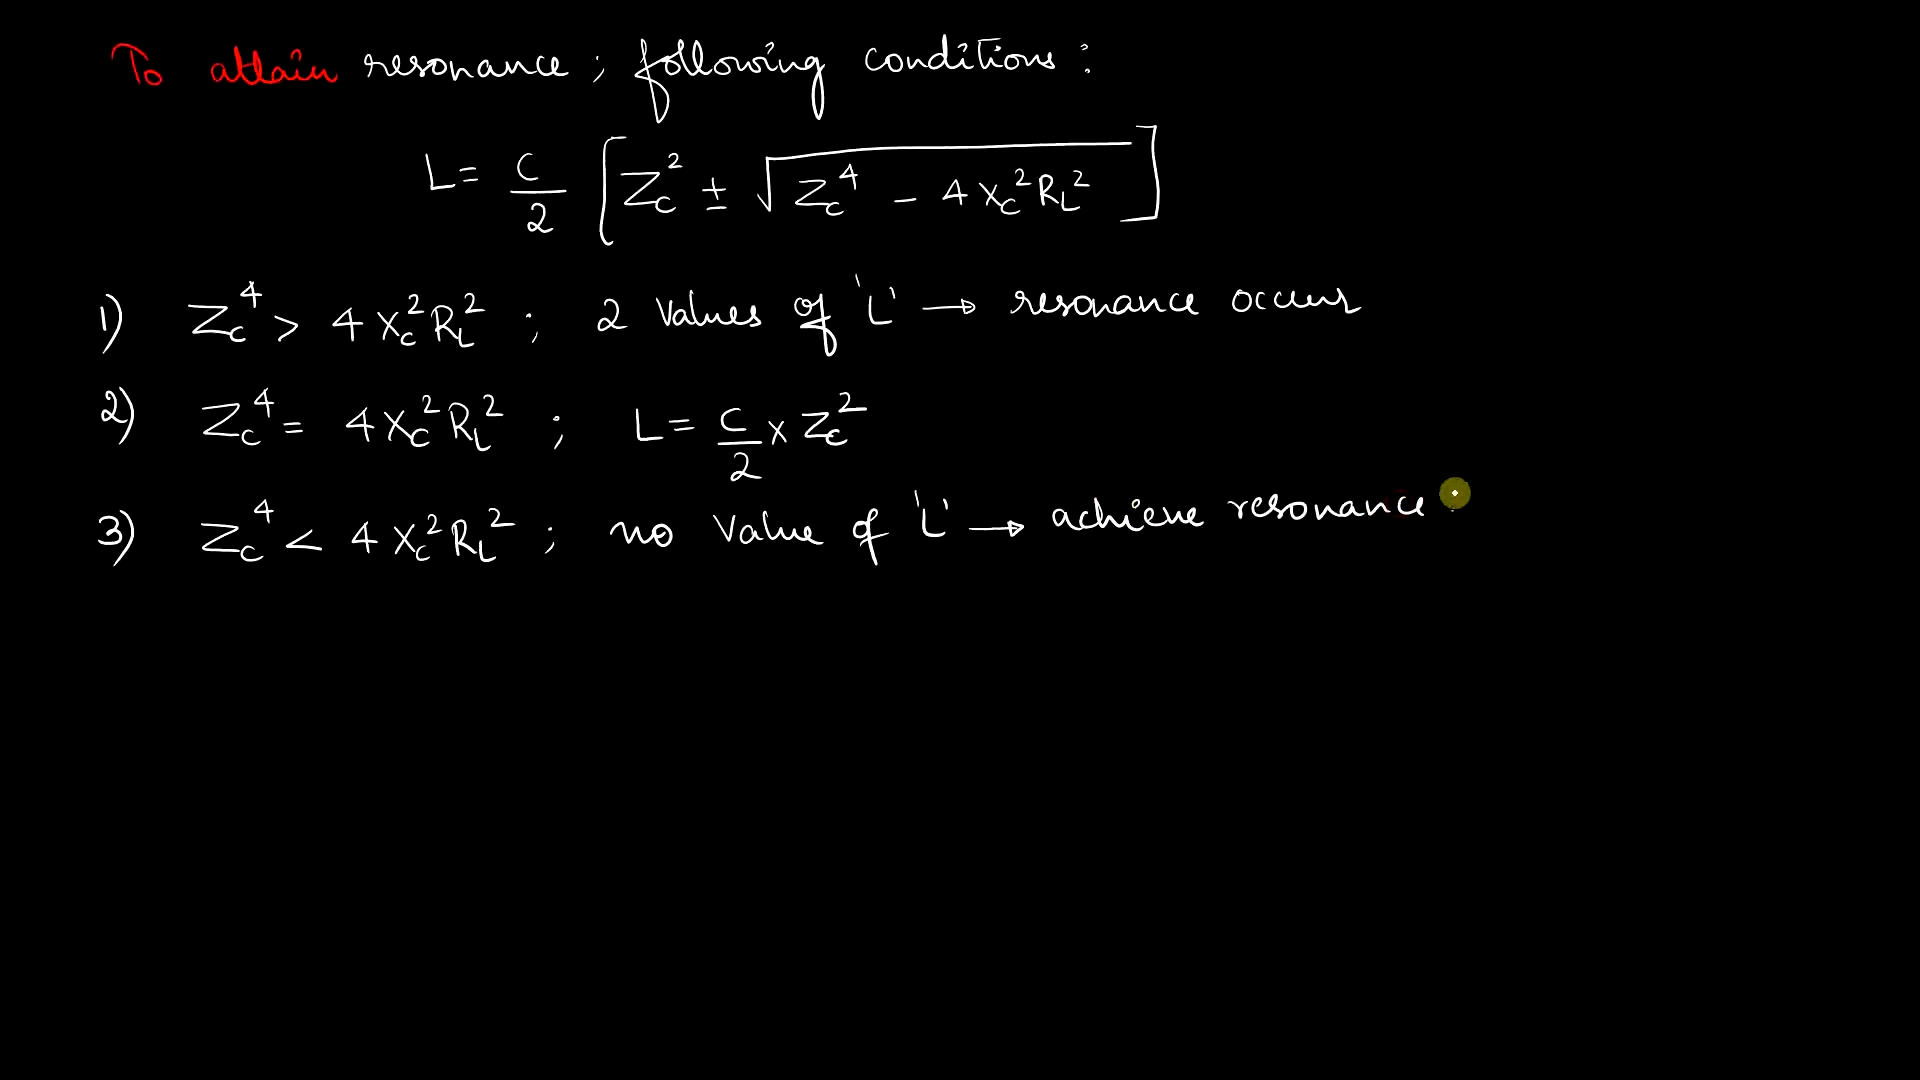 To attain resonance ; following conditions :
L = C/2 [ Z_C^2 ± √(Z_C^4 - 4 X_C^2 R_L^2) ]
1) Z_C^4 > 4 X_C^2 R_L^2 ; 2 values of 'L' → resonance occur
2) Z_C^4 = 4 X_C^2 R_L^2 ; L = C/2 x Z_C^2
3) Z_C^4 < 4 X_C^2 R_L^2 ; no value of 'L' → achieve resonance